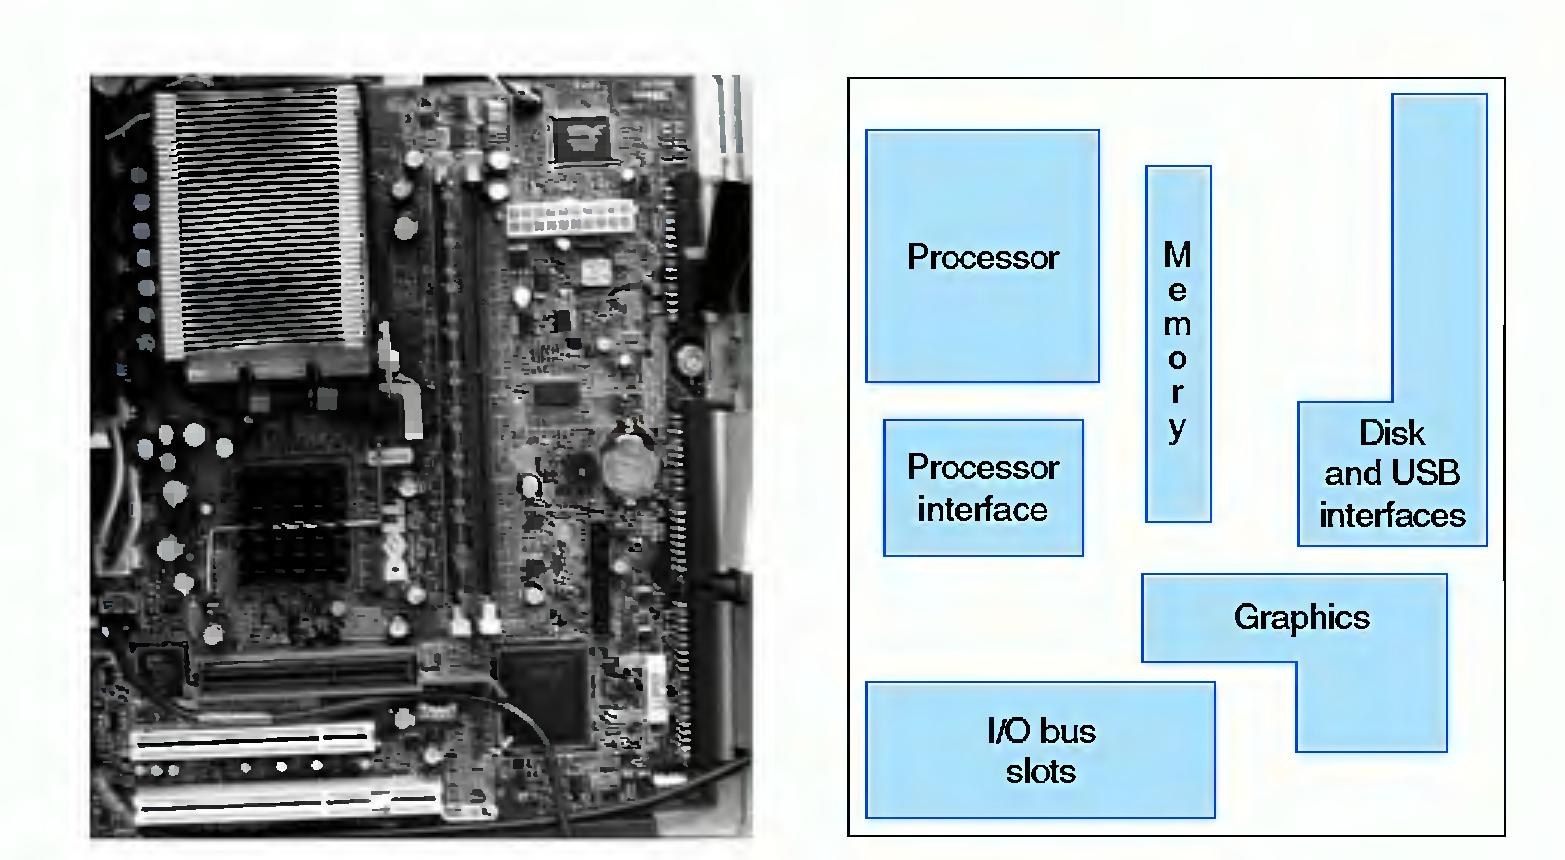 Processor
M
e
m
o
r
y
Processor
interface
Disk
and USB
interfaces
Graphics
I/O bus
slots